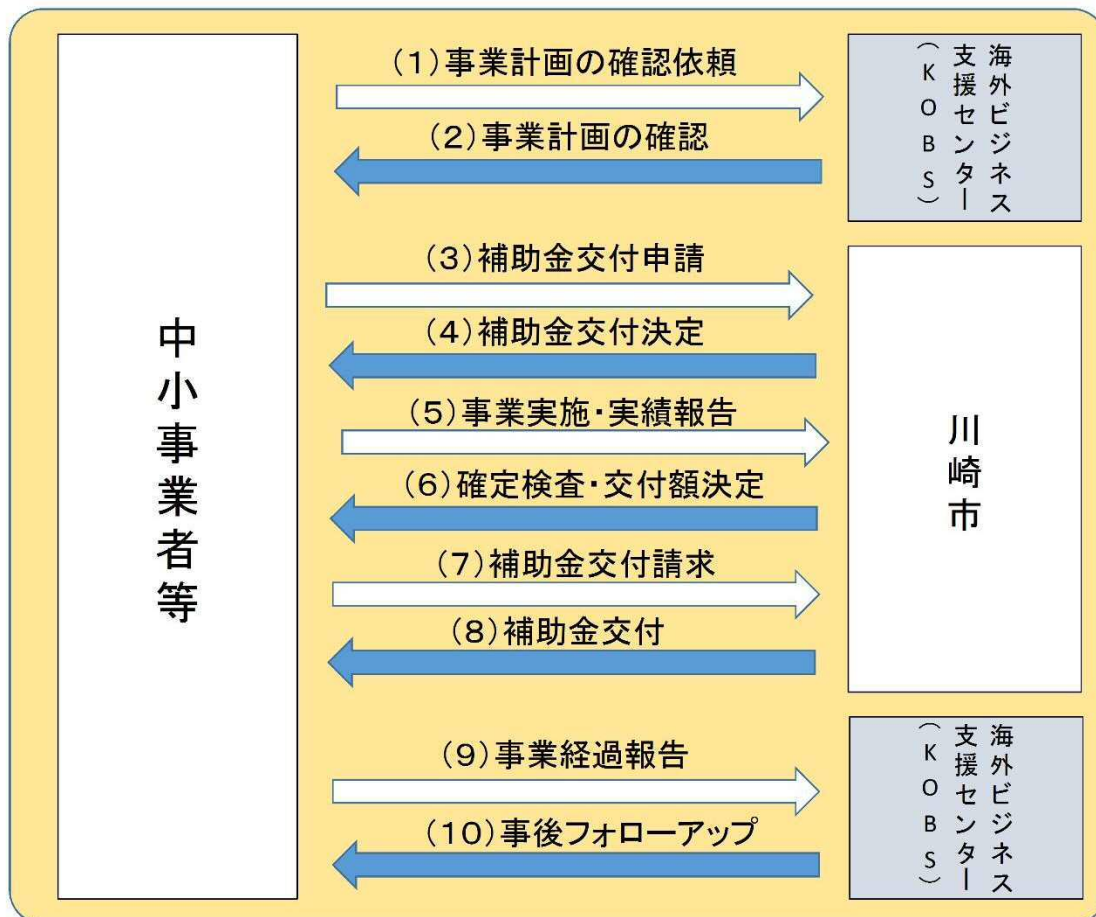 中小事業者等
(1)事業計画の確認依頼
(2)事業計画の確認
海外ビジネス
支援センター
(KOBS)
(3)補助金交付申請
(4)補助金交付決定
(5)事業実施・実績報告
(6)確定検査・交付額決定
(7)補助金交付請求
(8)補助金交付
川崎市
(9)事業経過報告
(10)事後フォローアップ
海外ビジネス
支援センター
(KOBS)